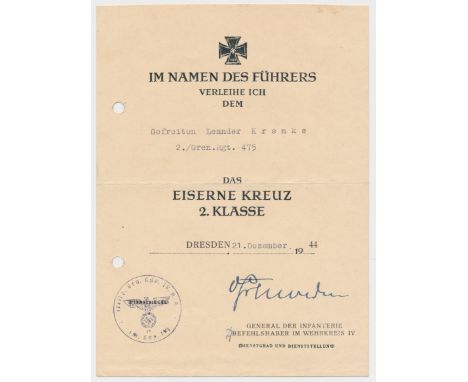 IM NAMEN DES FÜHRERS
VERLEIHE ICH
DEM
Gefreiten Leander Krenke
2./Gren.Rgt. 475
DAS
EISERNE KREUZ
2. KLASSE
DRESDEN 21.Dezember. 19 44
GENERAL DER INFANTERIE
BEFEHLSHABER IM WEHRKREIS IV
DIENSTGRAD UND DIENSTSTELLUNG